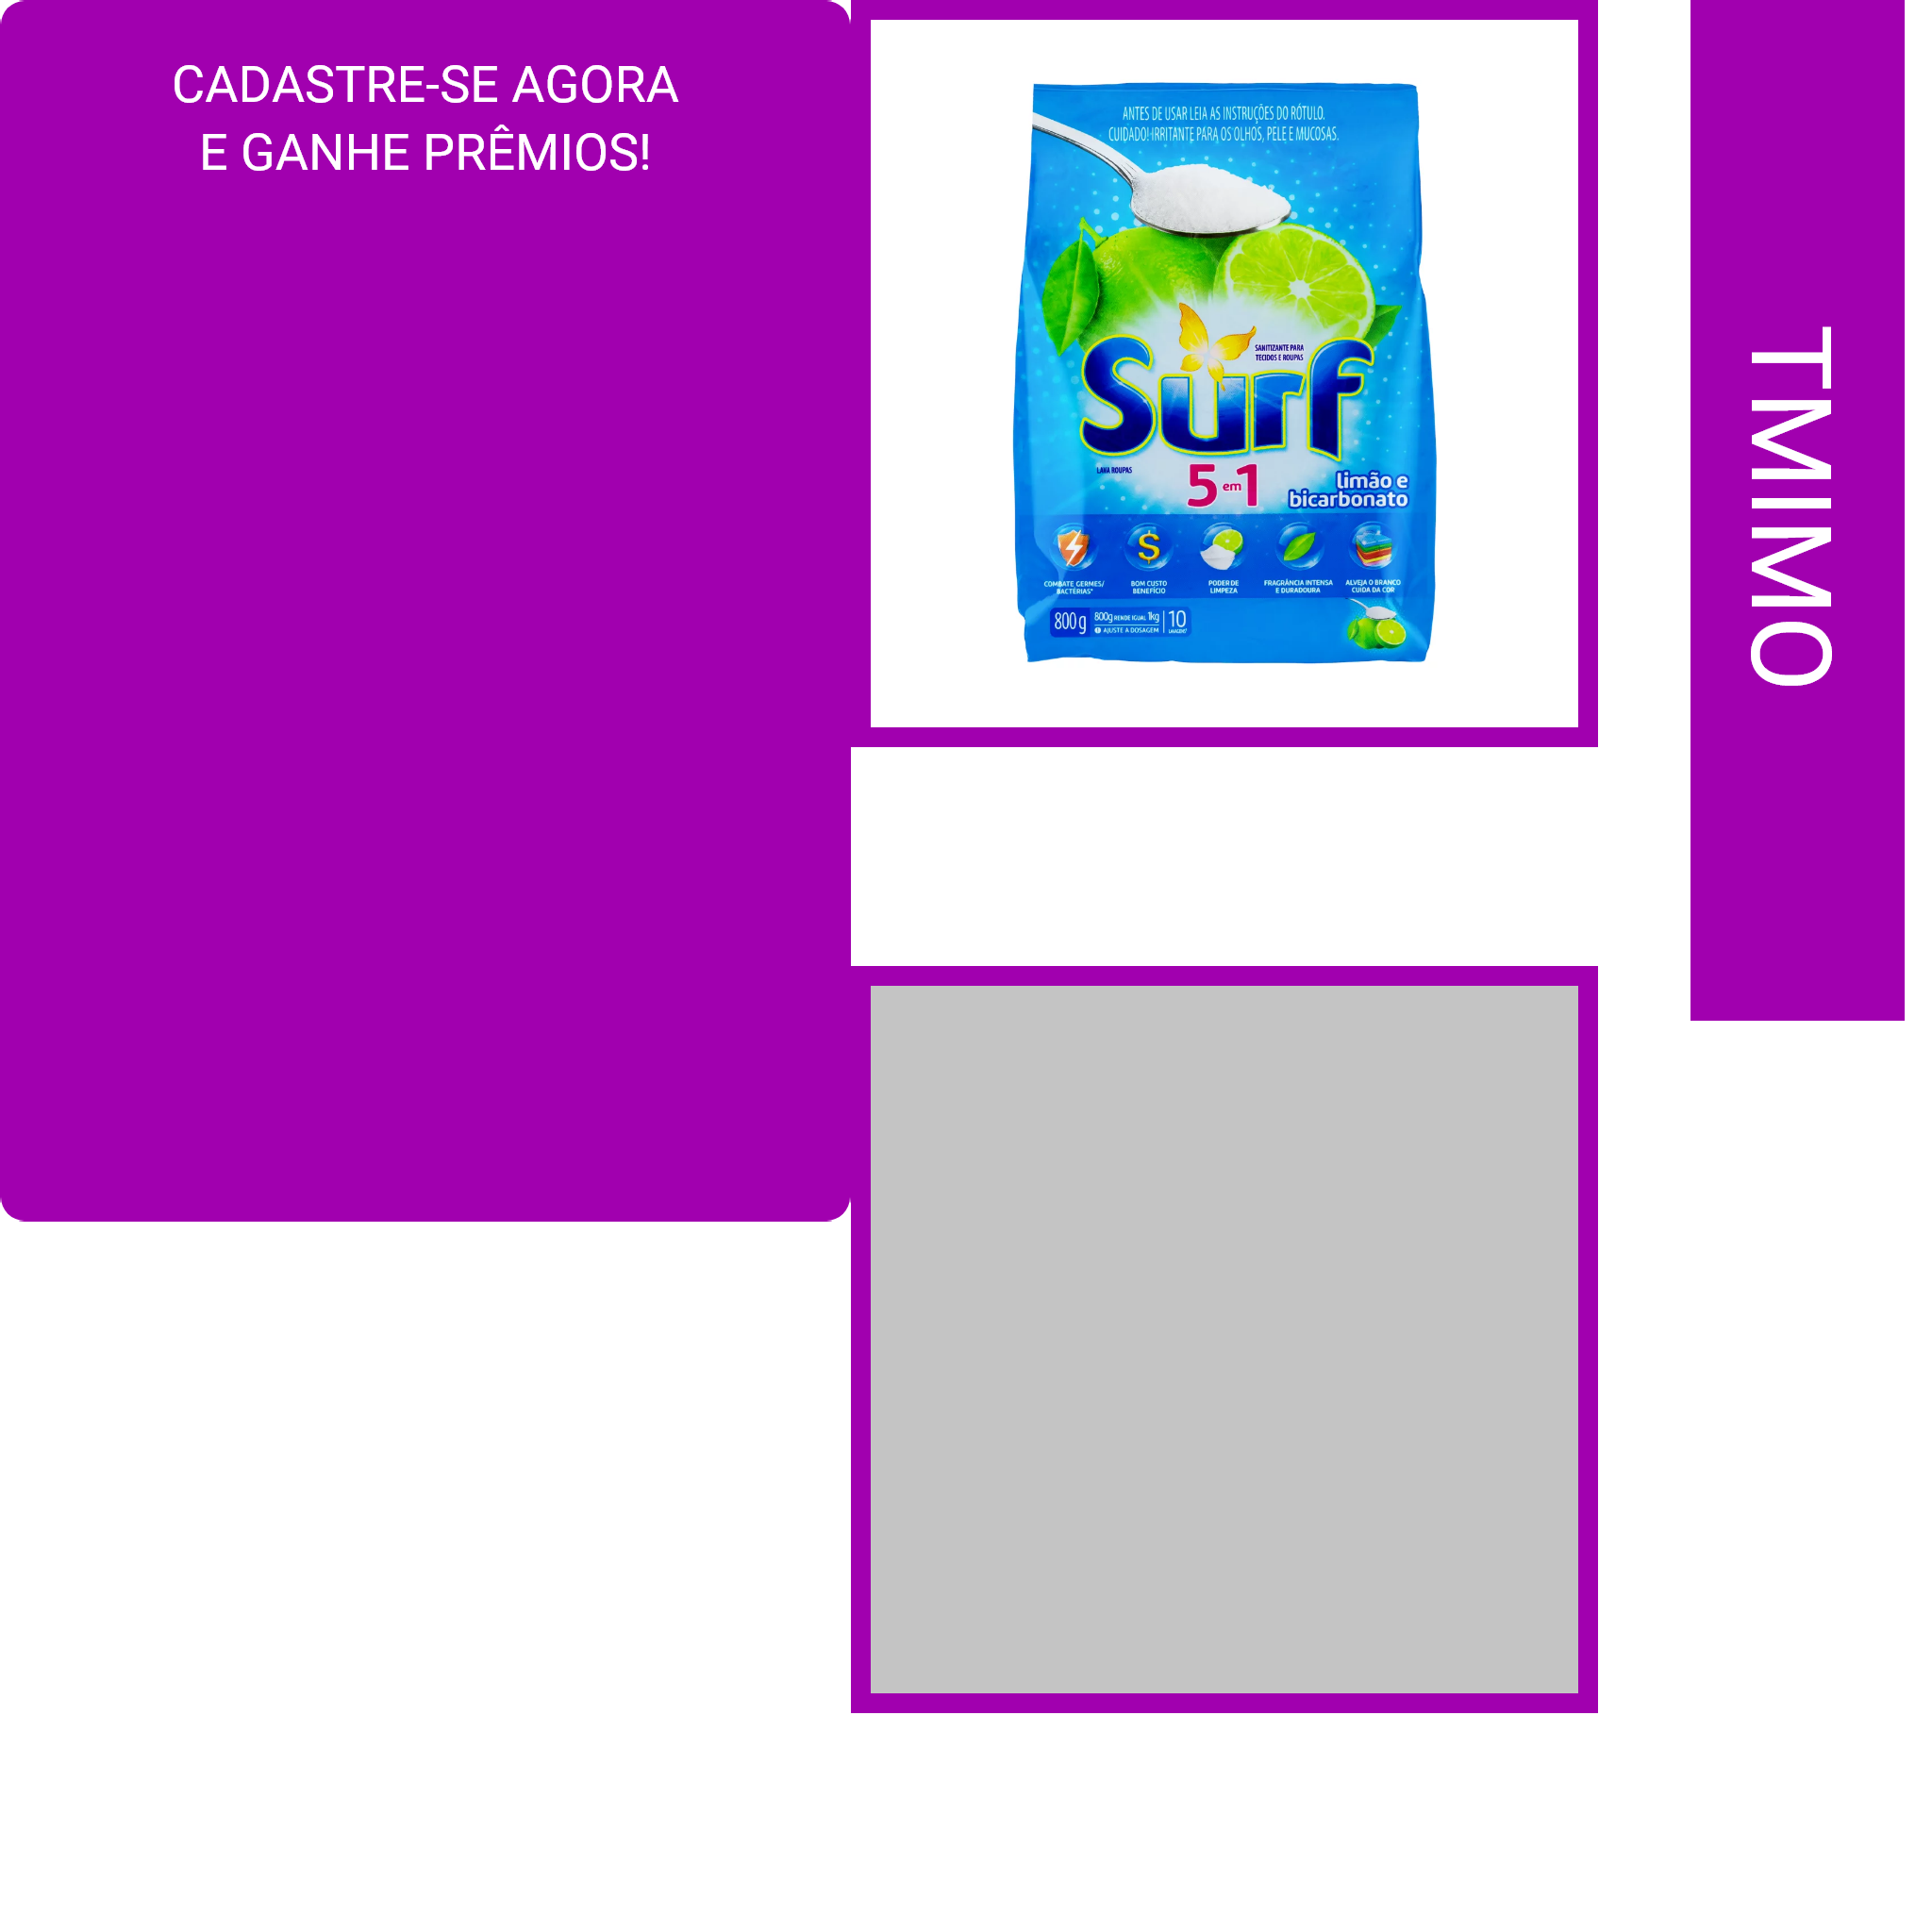 CADASTRE-SE AGORA
E GANHE PRÊMIOS!
ANTES DE USAR LEIA AS INSTRUÇÕES DO RÓTULO.
CUIDADO! IRRITANTE PARA OS OLHOS, PELE E MUCOSAS.
Surf
SANITIZANTE PARA
TECIDOS E ROUPAS
LAVA ROUPAS
5 em 1
limão e
bicarbonato
COMBATE GERMES/
BACTÉRIAS*
BOM CUSTO
BENEFÍCIO
PODER DE
LIMPEZA
FRAGRÂNCIA INTENSA
E DURADOURA
ALVEJA O BRANCO
CUIDA DA COR
800 g
800g RENDE IGUAL 1kg
AJUSTE A DOSAGEM
10
TMIMO